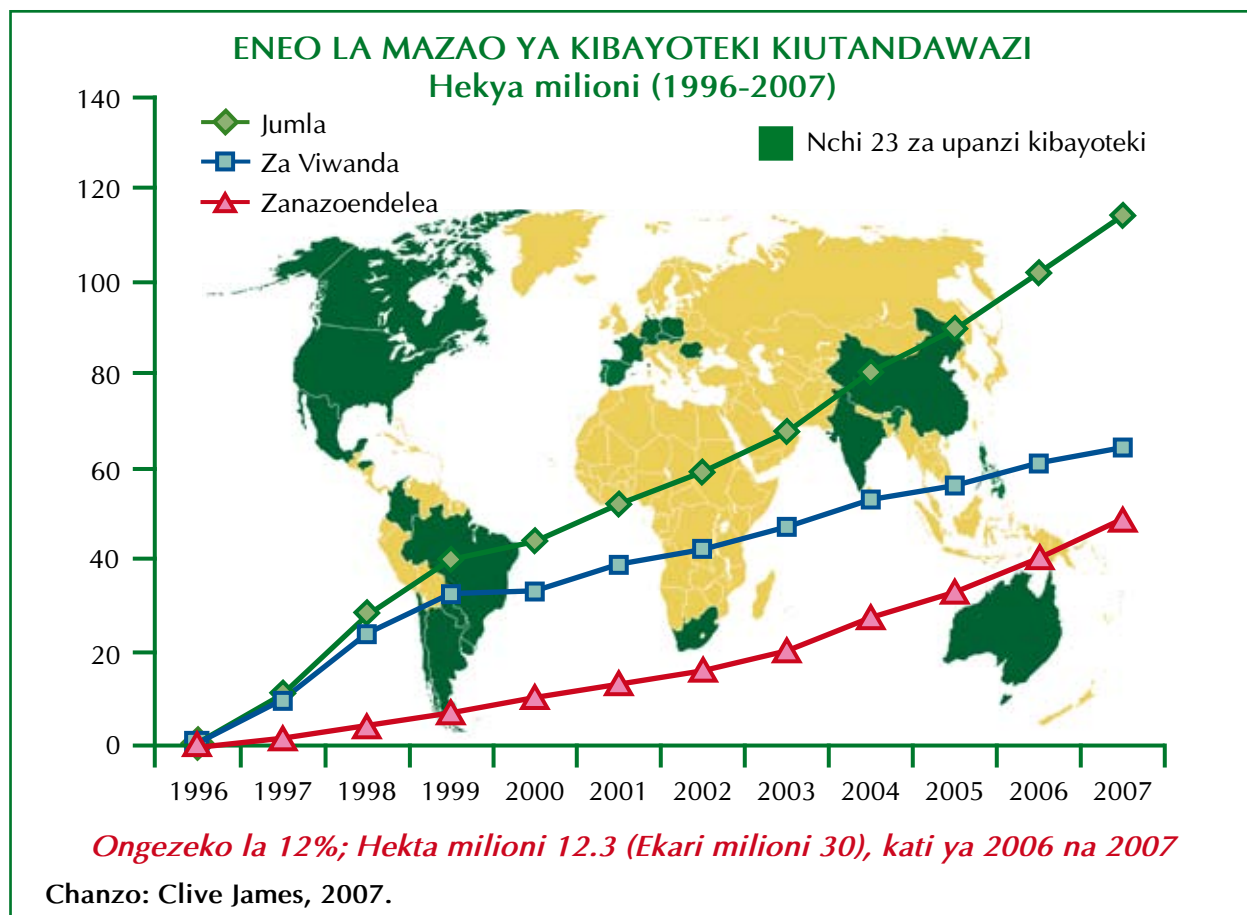 ENEO LA MAZAO YA KIBAYOTEKI KIUTANDAWAZI
Hekya milioni (1996-2007)
140
120
100
80
60
40
20
0
Jumla
Za Viwanda
Zanazoendelea
Nchi 23 za upanzi kibayoteki
1996 1997 1998 1999 2000 2001 2002 2003 2004 2005 2006 2007
Ongezeko la 12%; Hekta milioni 12.3 (Ekari milioni 30), kati ya 2006 na 2007
Chanzo: Clive James, 2007.